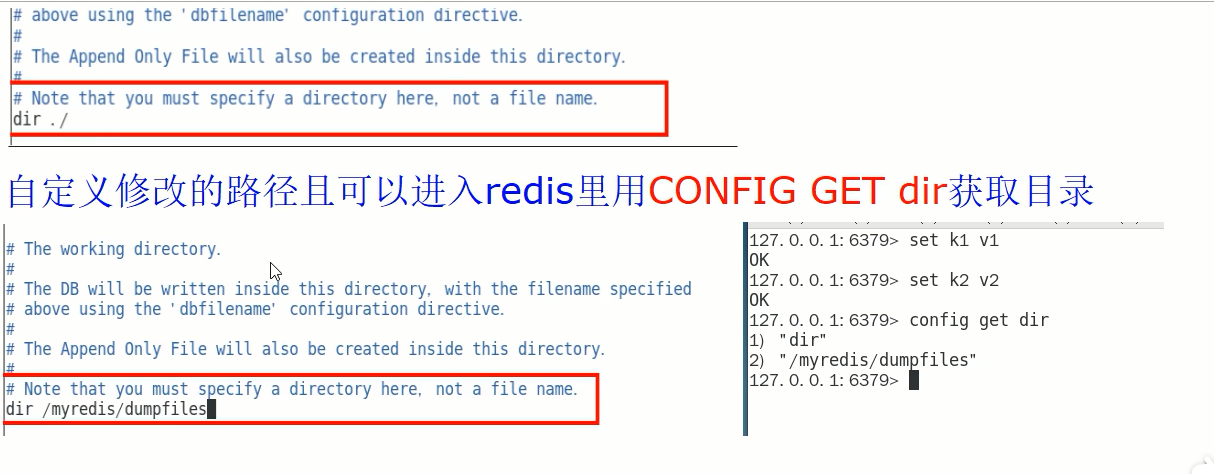 # above using the 'dbfilename' configuration directive.
#
# The Append Only File will also be created inside this directory.
#
# Note that you must specify a directory here, not a file name.
dir ./
自定义修改的路径且可以进入redis里用CONFIG GET dir获取目录
# The working directory.
#
# The DB will be written inside this directory, with the filename specified
# above using the 'dbfilename' configuration directive.
#
# The Append Only File will also be created inside this directory.
#
# Note that you must specify a directory here, not a file name.
dir /myredis/dumpfiles
127.0.0.1:6379> set k1 v1
OK
127.0.0.1:6379> set k2 v2
OK
127.0.0.1:6379> config get dir
1) "dir"
2) "/myredis/dumpfiles"
127.0.0.1:6379>